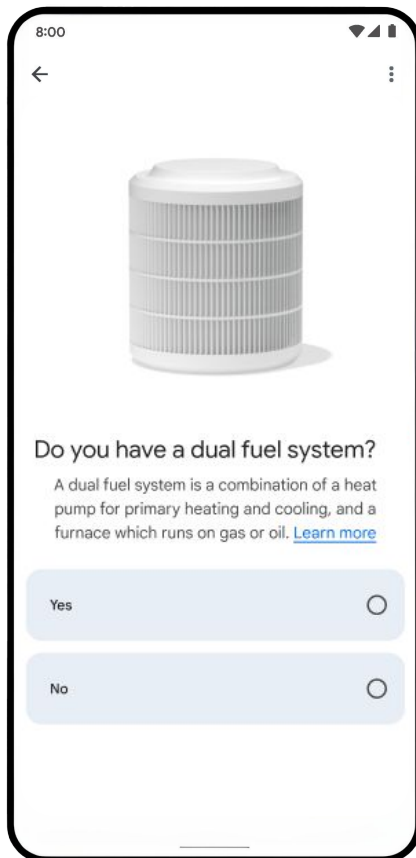 8:00
Do you have a dual fuel system?
A dual fuel system is a combination of a heat
pump for primary heating and cooling, and a
furnace which runs on gas or oil. Learn more
Yes
No